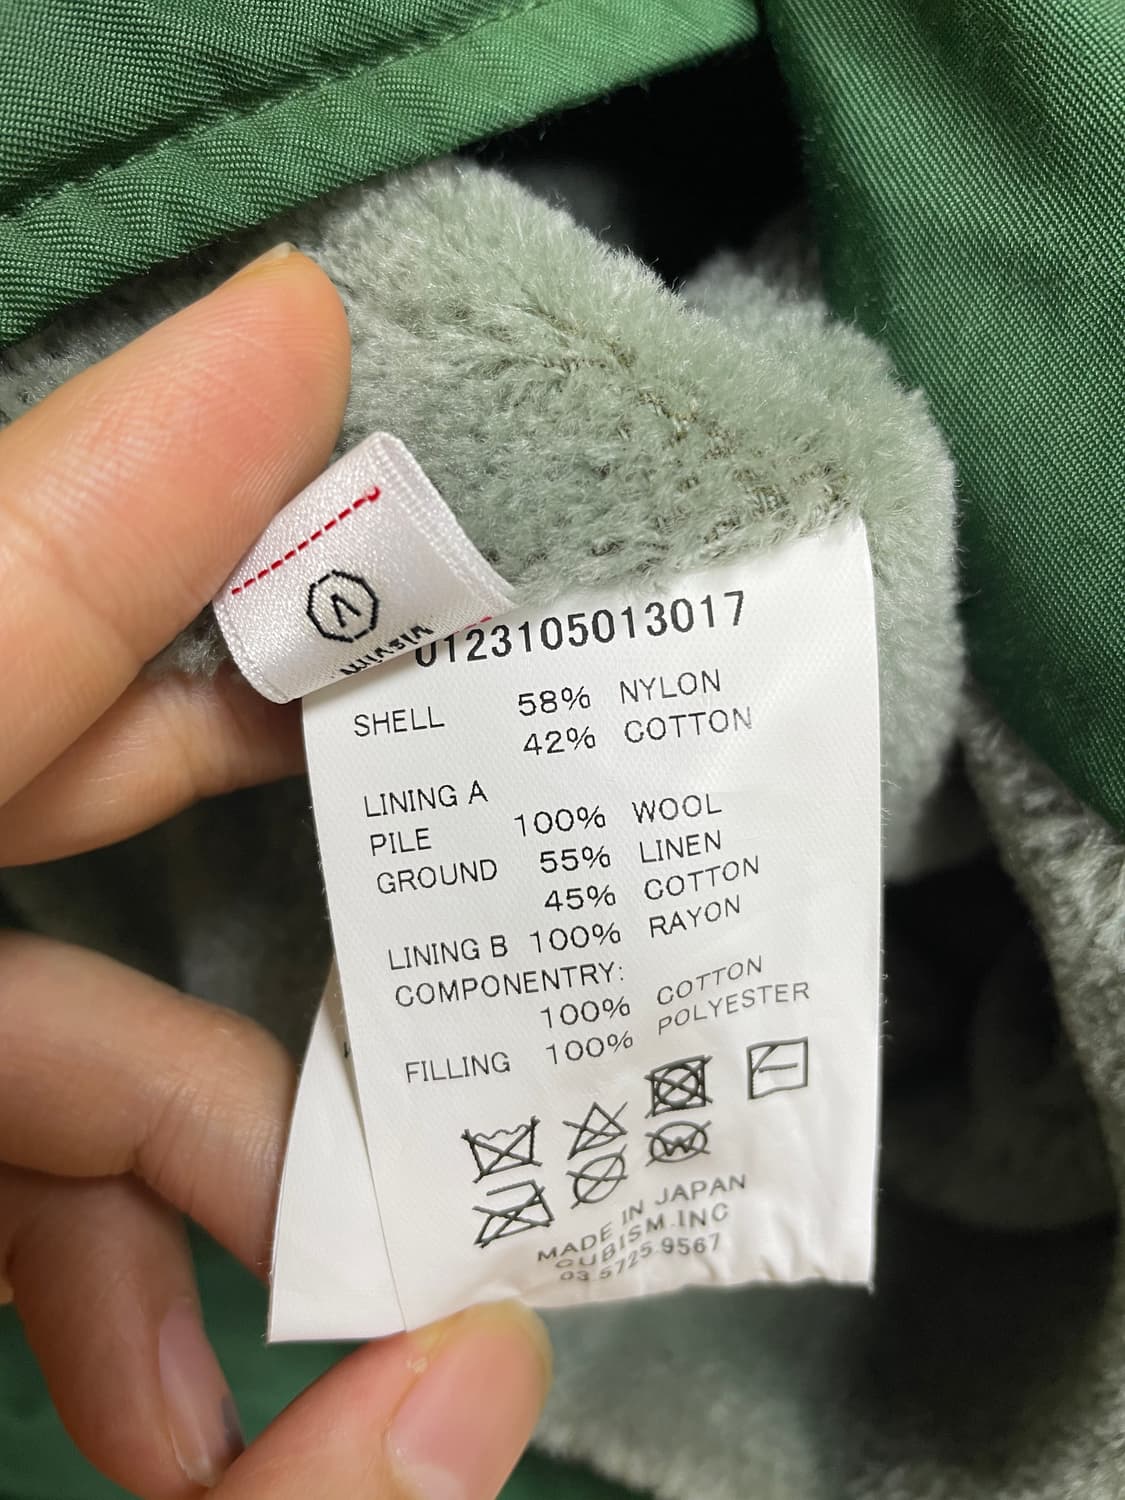 0123105013017
SHELL 58% NYLON
42% COTTON
LINING A
PILE 100% WOOL
GROUND 55% LINEN
45% COTTON
LINING B 100% RAYON
COMPONENTRY:
100% COTTON
FILLING 100% POLYESTER
MADE IN JAPAN
CUBISM.INC
03 5725-9567